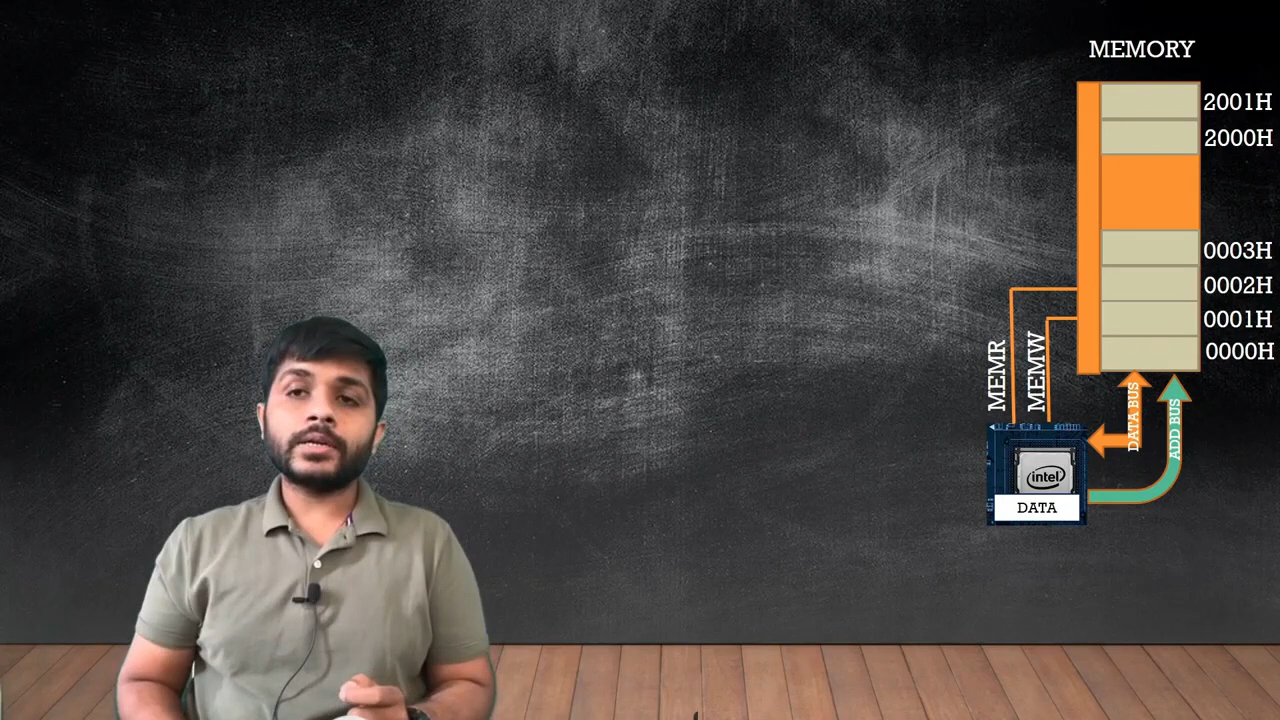 MEMORY
2001H
2000H
0003H
0002H
0001H
0000H
MEMR
MEMW
DATA BUS
ADD BUS
intel
DATA